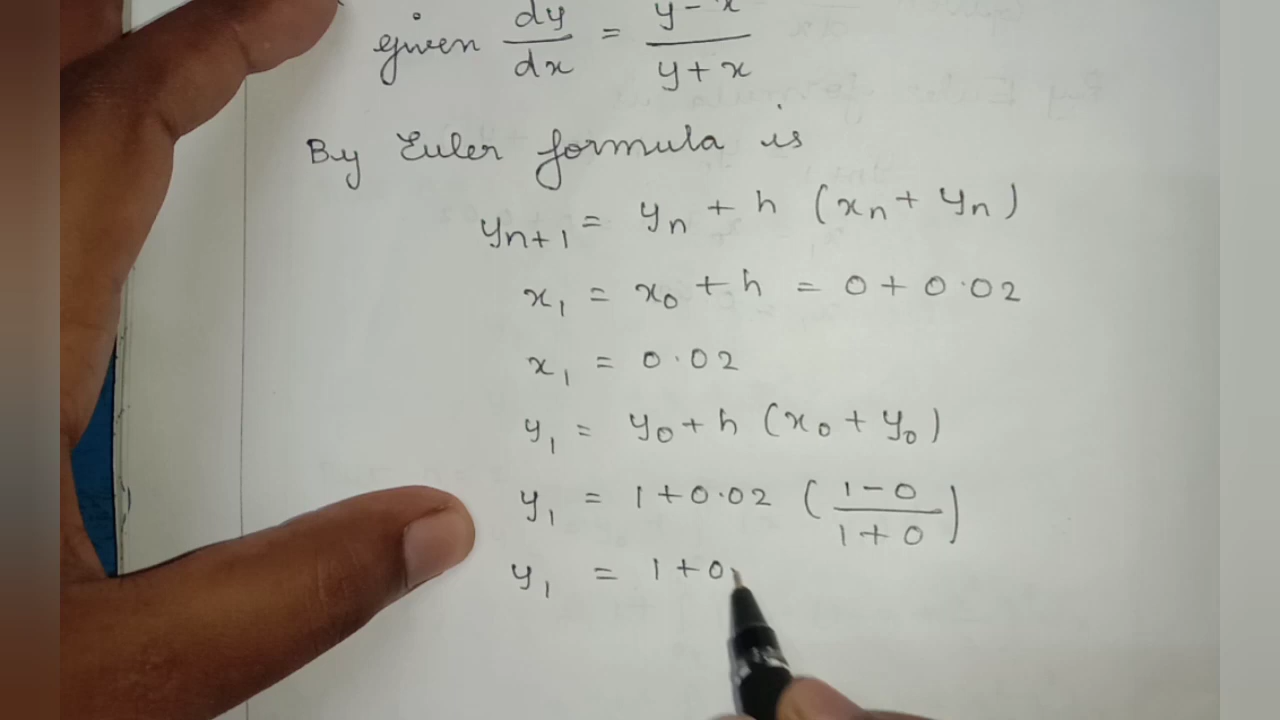 given dy/dx = y-x/y+x
By Euler formula is
yn+1 = yn + h (xn + yn)
x1 = x0 + h = 0 + 0.02
x1 = 0.02
y1 = y0 + h (x0 + y0)
y1 = 1 + 0.02 (1-0/1+0)
y1 = 1 + 0